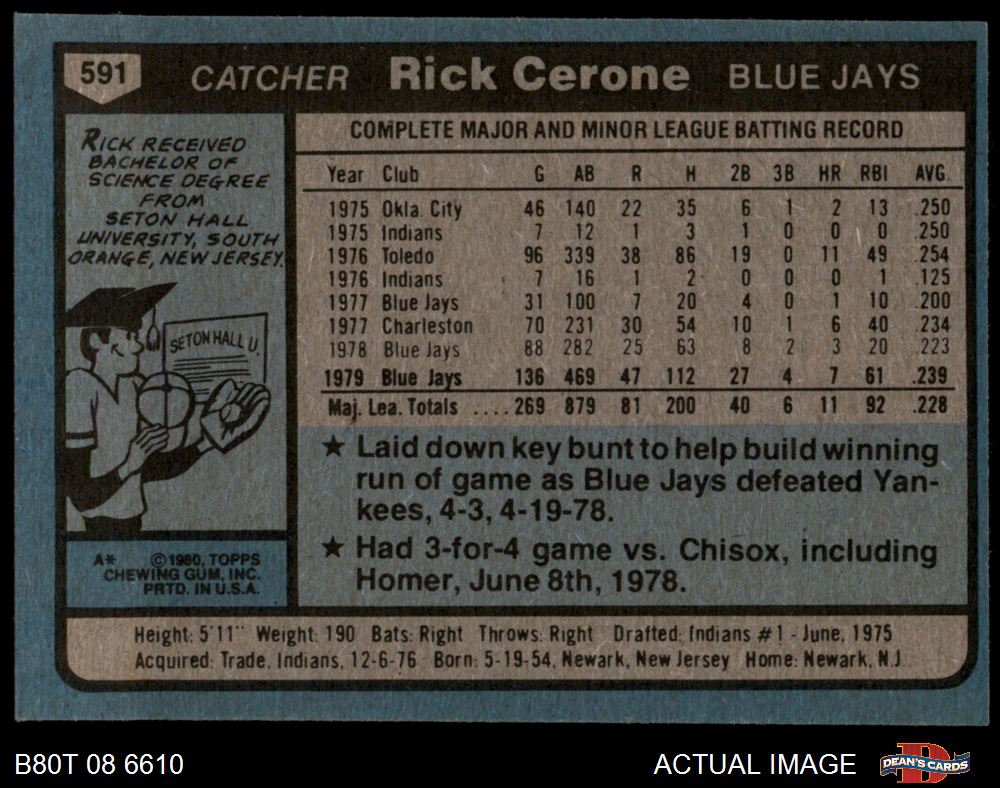 591 CATCHER Rick Cerone BLUE JAYS
RICK RECEIVED
BACHELOR OF
SCIENCE DEGREE
FROM
SETON HALL
UNIVERSITY, SOUTH
ORANGE, NEW JERSEY.
SETON HALL U.
A* ©1980, TOPPS
CHEWING GUM, INC.
PRTD. IN U.S.A.
COMPLETE MAJOR AND MINOR LEAGUE BATTING RECORD
Year Club G AB R H 2B 3B HR RBI AVG.
1975 Okla. City 46 140 22 35 6 1 2 13 .250
1975 Indians 7 12 1 3 1 0 0 0 .250
1976 Toledo 96 339 38 86 19 0 11 49 .254
1976 Indians 7 16 1 2 0 0 0 1 .125
1977 Blue Jays 31 100 7 20 4 0 1 10 .200
1977 Charleston 70 231 30 54 10 1 6 40 .234
1978 Blue Jays 88 282 25 63 8 2 3 20 .223
1979 Blue Jays 136 469 47 112 27 4 7 61 .239
Maj. Lea. Totals ....269 879 81 200 40 6 11 92 .228
★ Laid down key bunt to help build winning
run of game as Blue Jays defeated Yan-
kees, 4-3, 4-19-78.
★ Had 3-for-4 game vs. Chisox, including
Homer, June 8th, 1978.
Height: 5'11" Weight: 190 Bats: Right Throws: Right Drafted: Indians #1 - June, 1975
Acquired: Trade, Indians, 12-6-76 Born: 5-19-54, Newark, New Jersey Home: Newark, N.J.
B80T 08 6610 ACTUAL IMAGE DEAN'S CARDS